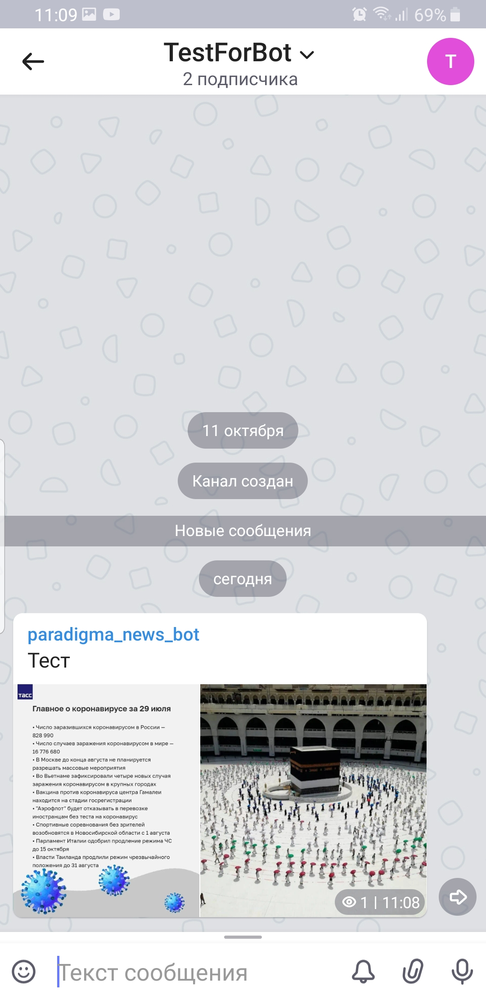 11:09
69%
TestForBot
2 подписчика
T
11 октября
Канал создан
Новые сообщения
сегодня
paradigma_news_bot
Тест
ТАСС
Главное о коронавирусе за 29 июля
• Число заразившихся коронавирусом в России –
828 990
• Число случаев заражения коронавирусом в мире –
16 776 680
• В Москве до конца августа не планируется
разрешать массовые мероприятия
• Во Вьетнаме зафиксировали четыре новых случая
заражения коронавирусом в крупных городах
• Вакцина против коронавируса центра Гамалеи
находится на стадии госрегистрации
• "Аэрофлот" будет отказывать в перевозке
иностранцам без теста на коронавирус
• Спортивные соревнования без зрителей
возобновятся в Новосибирской области с 1 августа
• Парламент Италии одобрил продление режима ЧС
до 15 октября
• Власти Таиланда продлили режим чрезвычайного
положения до 31 августа
1 | 11:08
Текст сообщения